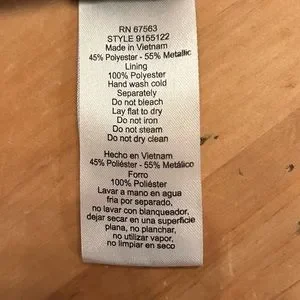 RN 67563
STYLE 9155122
Made in Vietnam
45% Polyester - 55% Metallic
Lining
100% Polyester
Hand wash cold
Separately
Do not bleach
Lay flat to dry
Do not iron
Do not steam
Do not dry clean
Hecho en Vietnam
45% Poliéster - 55% Metálico
Forro
100% Poliéster
Lavar a mano en agua
fria por separado,
no lavar con blanqueador,
dejar secar en una superficie
plana, no planchar,
no utilizar vapor,
no limpiar en seco